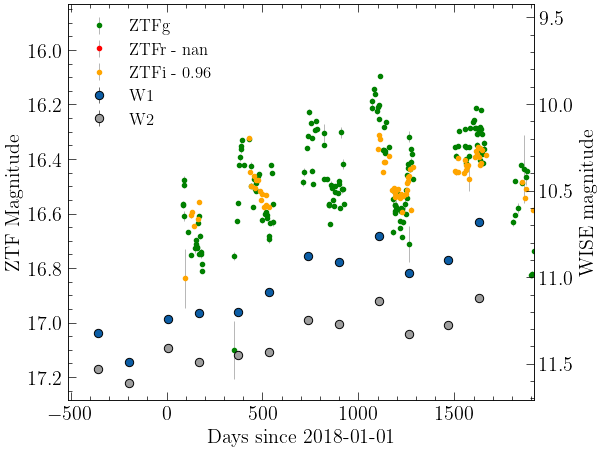 ZTFg
ZTFr - nan
ZTFi - 0.96
W1
W2
16.0
16.2
16.4
16.6
16.8
17.0
17.2
ZTF Magnitude
9.5
10.0
10.5
11.0
11.5
WISE magnitude
−500
0
500
1000
1500
Days since 2018-01-01